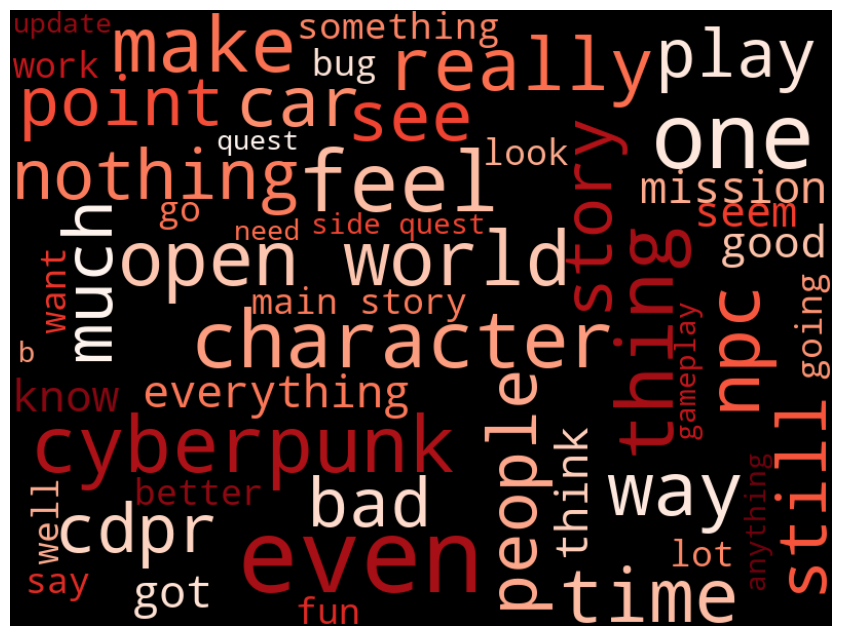 update
something
make
bug
really
play
work
point
car
see
one
quest
nothing
feel
look
story
mission
go
need
side quest
seem
much
open world
good
want
main story
thing
npc
going
b
character
gameplay
know
everything
people
still
cyberpunk
think
way
anything
well
better
bad
cdpr
even
lot
say
got
fun
time